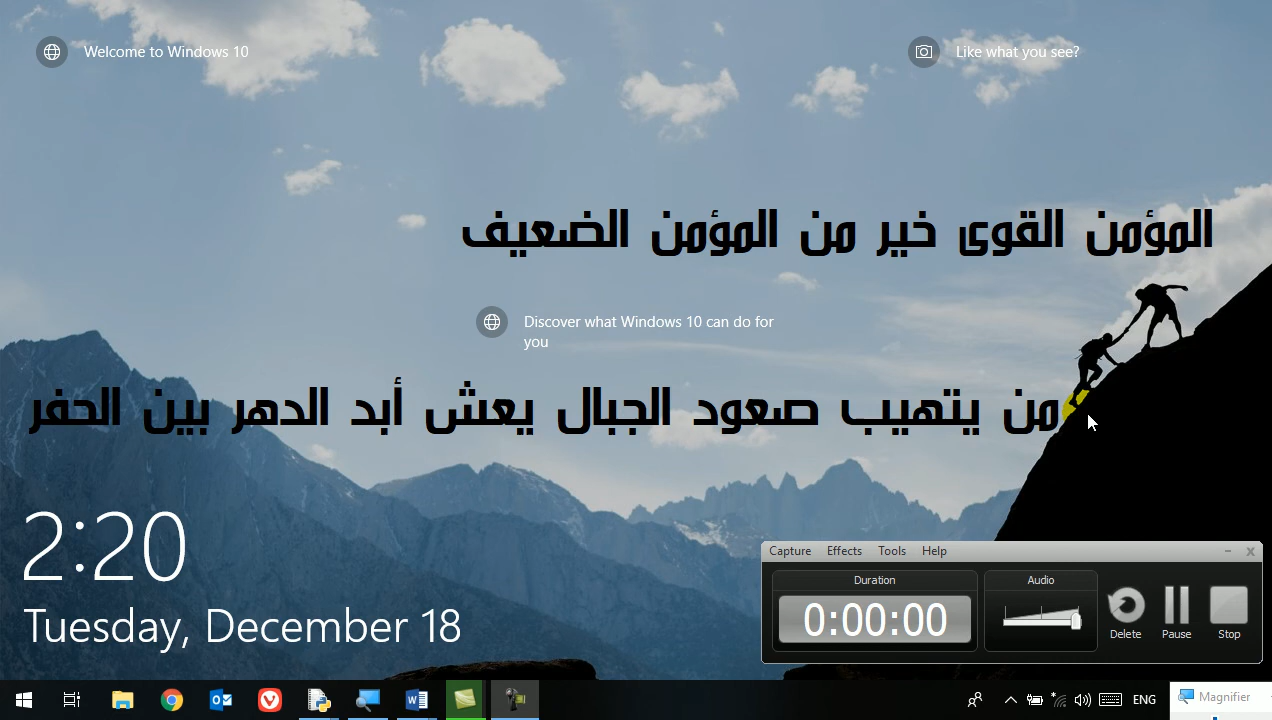 Welcome to Windows 10
Like what you see?
المؤمن القوى خير من المؤمن الضعيف
Discover what Windows 10 can do for
you
من يتهيب صعود الجبال يعش أبد الدهر بين الحفر
2:20
Tuesday, December 18
Capture Effects Tools Help
Duration
Audio
0:00:00
Delete
Pause
Stop
ENG
Magnifier